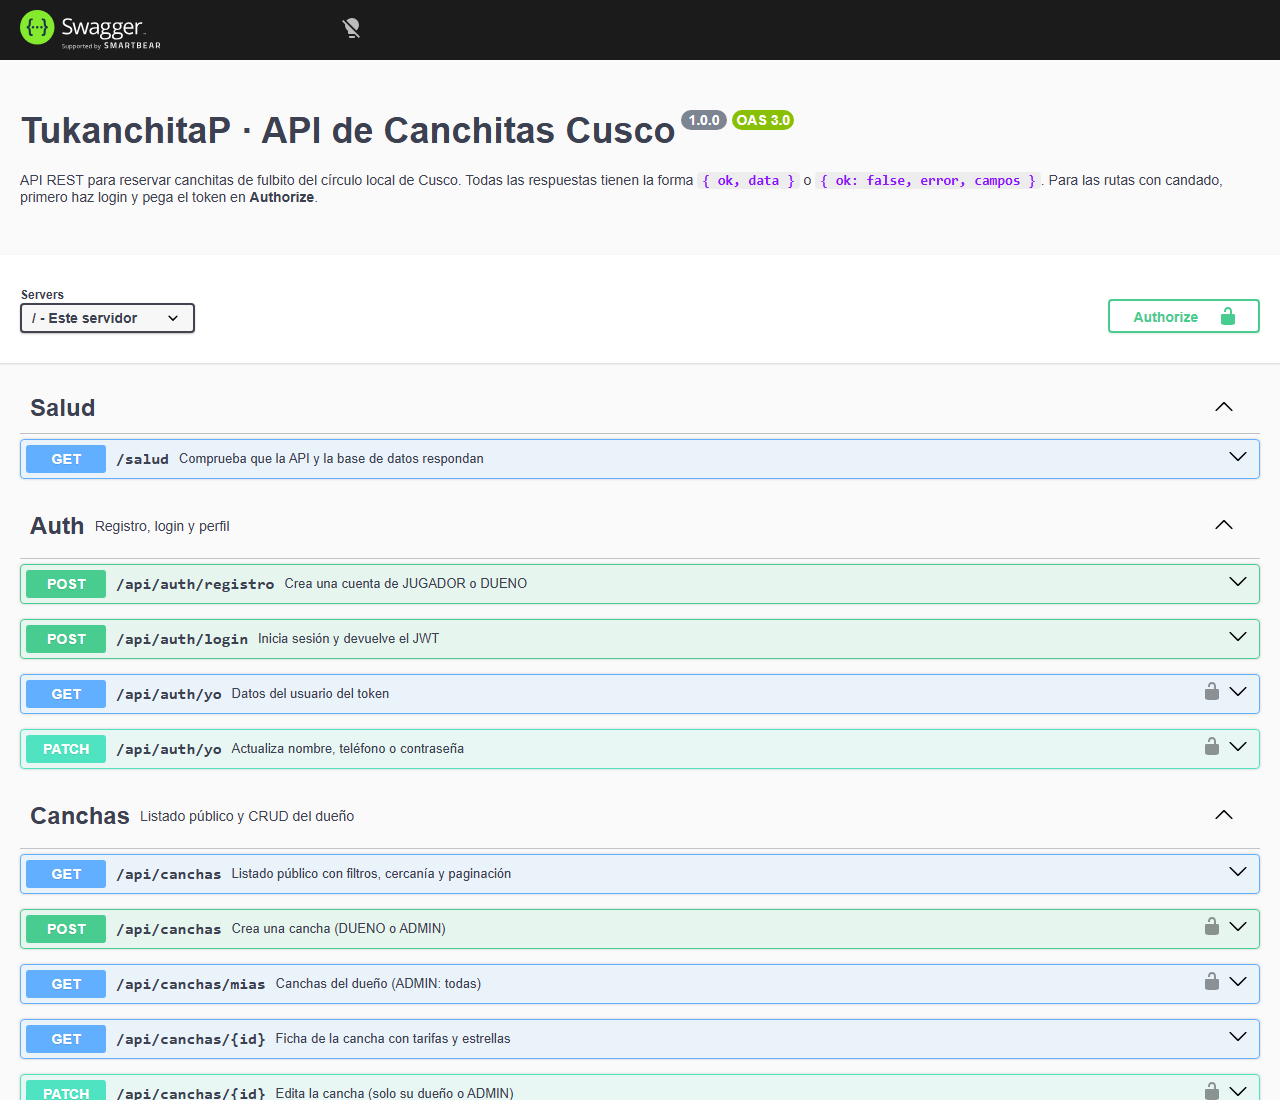 {···} Swagger.
Supported by SMARTBEAR
TukanchitaP · API de Canchitas Cusco 1.0.0 OAS 3.0
API REST para reservar canchitas de fulbito del círculo local de Cusco. Todas las respuestas tienen la forma { ok, data } o { ok: false, error, campos }. Para las rutas con candado,
primero haz login y pega el token en Authorize.
Servers
/ - Este servidor
Authorize
Salud
GET /salud Comprueba que la API y la base de datos respondan
Auth Registro, login y perfil
POST /api/auth/registro Crea una cuenta de JUGADOR o DUENO
POST /api/auth/login Inicia sesión y devuelve el JWT
GET /api/auth/yo Datos del usuario del token
PATCH /api/auth/yo Actualiza nombre, teléfono o contraseña
Canchas Listado público y CRUD del dueño
GET /api/canchas Listado público con filtros, cercanía y paginación
POST /api/canchas Crea una cancha (DUENO o ADMIN)
GET /api/canchas/mias Canchas del dueño (ADMIN: todas)
GET /api/canchas/{id} Ficha de la cancha con tarifas y estrellas
PATCH /api/canchas/{id} Edita la cancha (solo su dueño o ADMIN)